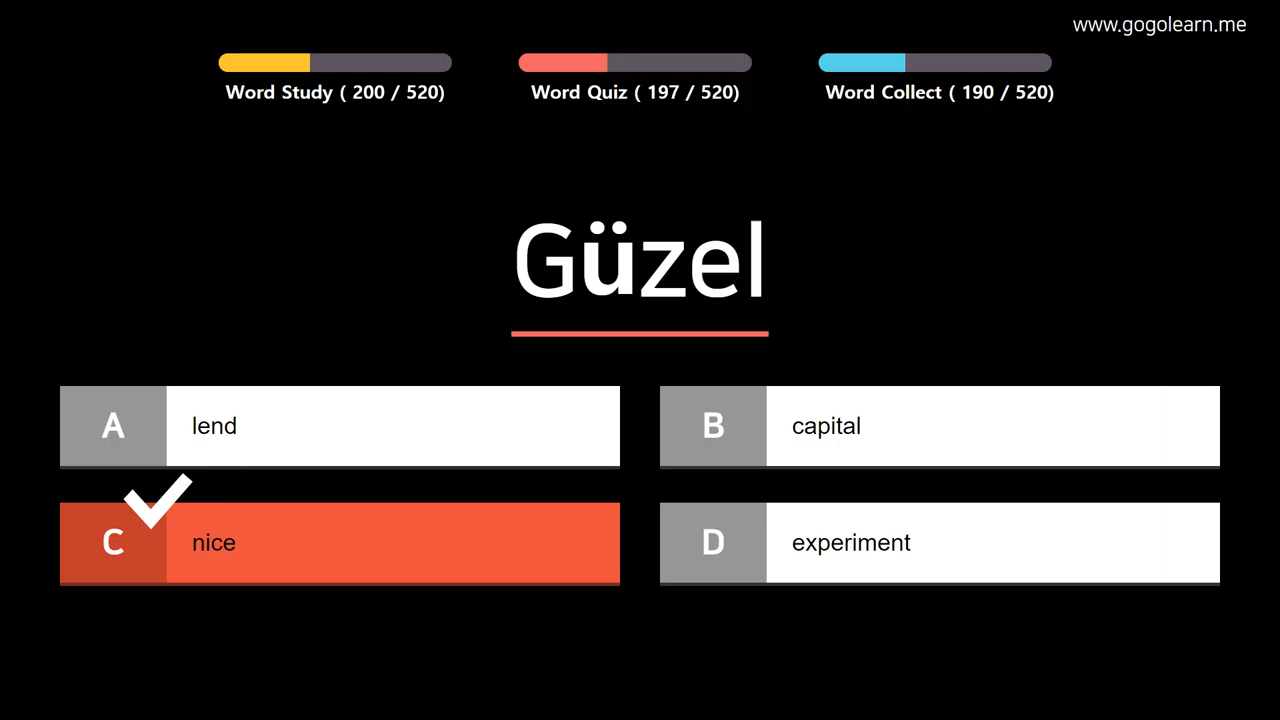 www.gogolearn.me
Word Study ( 200 / 520)
Word Quiz ( 197 / 520)
Word Collect ( 190 / 520)
Güzel
A lend
B capital
C nice
D experiment